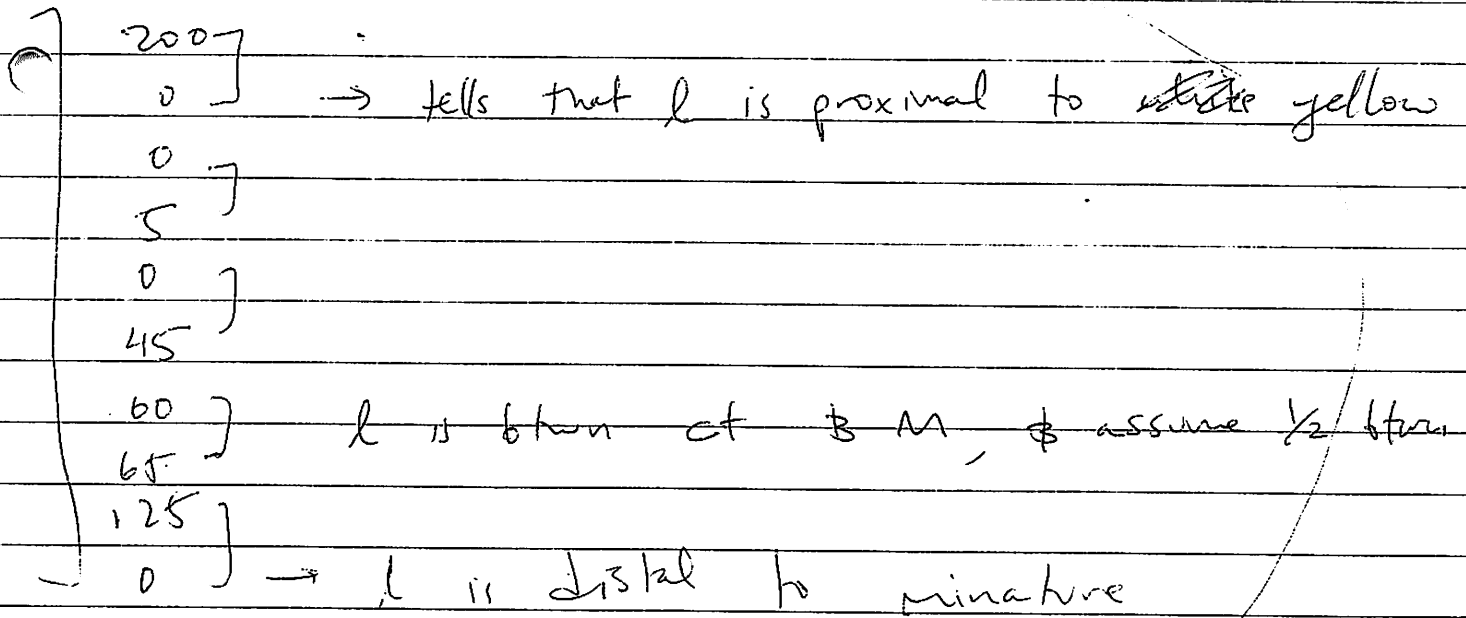 200
0 → tells that l is proximal to yellow
0
5
0
45
60
65 l is btwn ct & m, & assume 1/2 btwn
125
0 → l is distal to minature